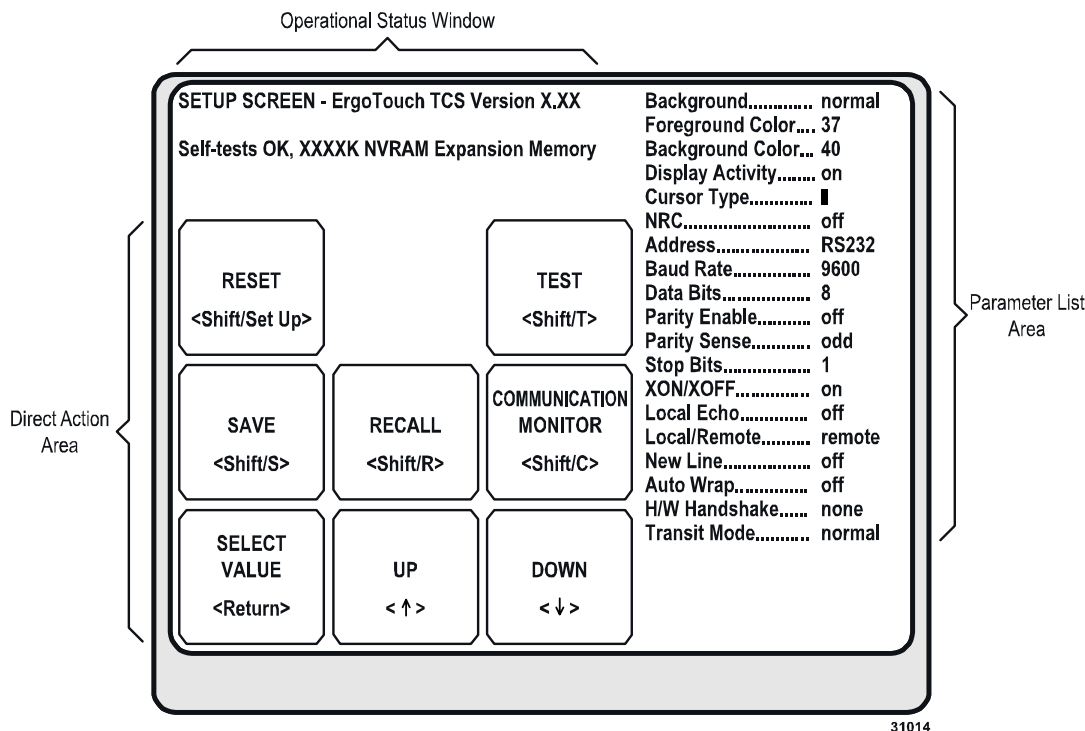 Operational Status Window
SETUP SCREEN - ErgoTouch TCS Version X.XX
Self-tests OK, XXXXK NVRAM Expansion Memory
Direct Action
Area
RESET
<Shift/Set Up>
TEST
<Shift/T>
SAVE
<Shift/S>
RECALL
<Shift/R>
COMMUNICATION
MONITOR
<Shift/C>
SELECT
VALUE
<Return>
UP
<↑>
DOWN
<↓>
Background............ normal
Foreground Color.... 37
Background Color... 40
Display Activity........ on
Cursor Type............. ▮
NRC....................... off
Address.................. RS232
Baud Rate............... 9600
Data Bits................. 8
Parity Enable........... off
Parity Sense............ odd
Stop Bits................. 1
XON/XOFF.............. on
Local Echo.............. off
Local/Remote.......... remote
New Line................. off
Auto Wrap............... off
H/W Handshake...... none
Transit Mode........... normal
Parameter List
Area
31014